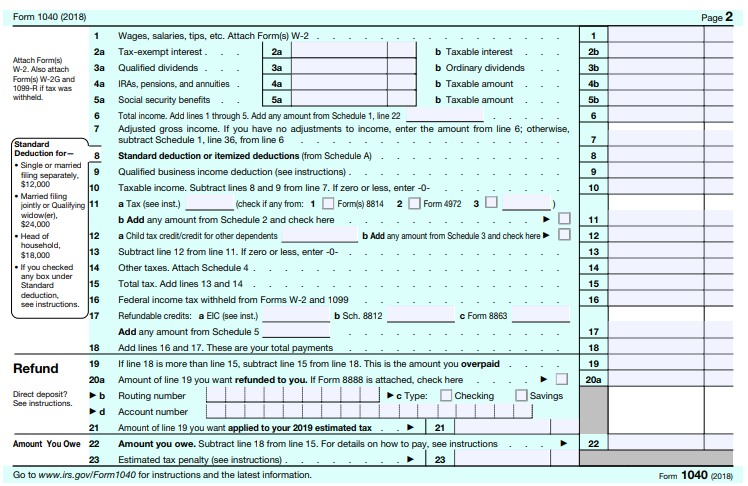 Form 1040 (2018) Page 2
1 Wages, salaries, tips, etc. Attach Form(s) W-2 . . . 1
Attach Form(s)
W-2. Also attach
Form(s) W-2G and
1099-R if tax was
withheld.
2a Tax-exempt interest . . 2a b Taxable interest . . . 2b
3a Qualified dividends . . . 3a b Ordinary dividends . . . 3b
4a IRAs, pensions, and annuities . 4a b Taxable amount . . . 4b
5a Social security benefits . . 5a b Taxable amount . . . 5b
6 Total income. Add lines 1 through 5. Add any amount from Schedule 1, line 22 . . . 6
7 Adjusted gross income. If you have no adjustments to income, enter the amount from line 6; otherwise,
subtract Schedule 1, line 36, from line 6 . . . 7
Standard
Deduction for—
• Single or married
filing separately,
$12,000
• Married filing
jointly or Qualifying
widow(er),
$24,000
• Head of
household,
$18,000
• If you checked
any box under
Standard
deduction,
see instructions.
8 Standard deduction or itemized deductions (from Schedule A) . . . 8
9 Qualified business income deduction (see instructions) . . . 9
10 Taxable income. Subtract lines 8 and 9 from line 7. If zero or less, enter -0- . . . 10
11 a Tax (see inst.) (check if any from: 1 Form(s) 8814 2 Form 4972 3 )
b Add any amount from Schedule 2 and check here . . . ▶ 11
12 a Child tax credit/credit for other dependents b Add any amount from Schedule 3 and check here ▶ 12
13 Subtract line 12 from line 11. If zero or less, enter -0- . . . 13
14 Other taxes. Attach Schedule 4 . . . 14
15 Total tax. Add lines 13 and 14 . . . 15
16 Federal income tax withheld from Forms W-2 and 1099 . . . 16
17 Refundable credits: a EIC (see inst.) b Sch. 8812 c Form 8863
Add any amount from Schedule 5 . . . 17
18 Add lines 16 and 17. These are your total payments . . . 18
Refund
19 If line 18 is more than line 15, subtract line 15 from line 18. This is the amount you overpaid . . . 19
20a Amount of line 19 you want refunded to you. If Form 8888 is attached, check here . . . ▶ 20a
Direct deposit?
See instructions.
▶ b Routing number ▶ c Type: Checking Savings
▶ d Account number
21 Amount of line 19 you want applied to your 2019 estimated tax . . ▶ 21
Amount You Owe 22 Amount you owe. Subtract line 18 from line 15. For details on how to pay, see instructions . . . ▶ 22
23 Estimated tax penalty (see instructions) . . . ▶ 23
Go to www.irs.gov/Form1040 for instructions and the latest information. Form 1040 (2018)